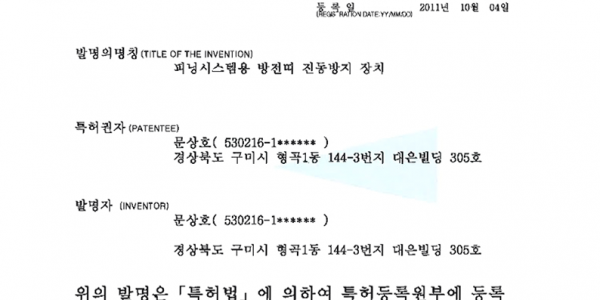 등 록 일 2011년 10월 04일
(REGISTRATION DATE:YY/MM/DD)
발명의명칭(TITLE OF THE INVENTION)
피닝시스템용 방전띠 진동방지 장치
특허권자(PATENTEE)
문상호( 530216-1****** )
경상북도 구미시 형곡1동 144-3번지 대은빌딩 305호
발명자 (INVENTOR)
문상호( 530216-1****** )
경상북도 구미시 형곡1동 144-3번지 대은빌딩 305호
위의 발명은「특허법」에 의하여 특허등록원부에 등록